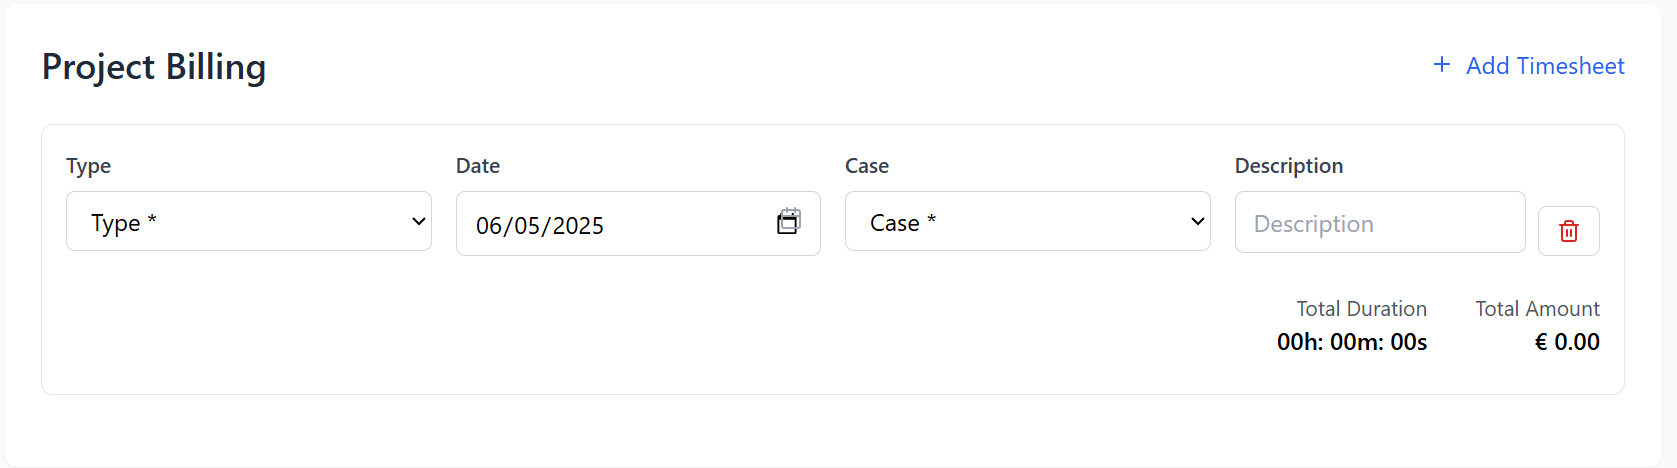 Project Billing
+ Add Timesheet
Type
Date
Case
Description
Type *
06/05/2025
Case *
Description
Total Duration
Total Amount
00h: 00m: 00s
€ 0.00